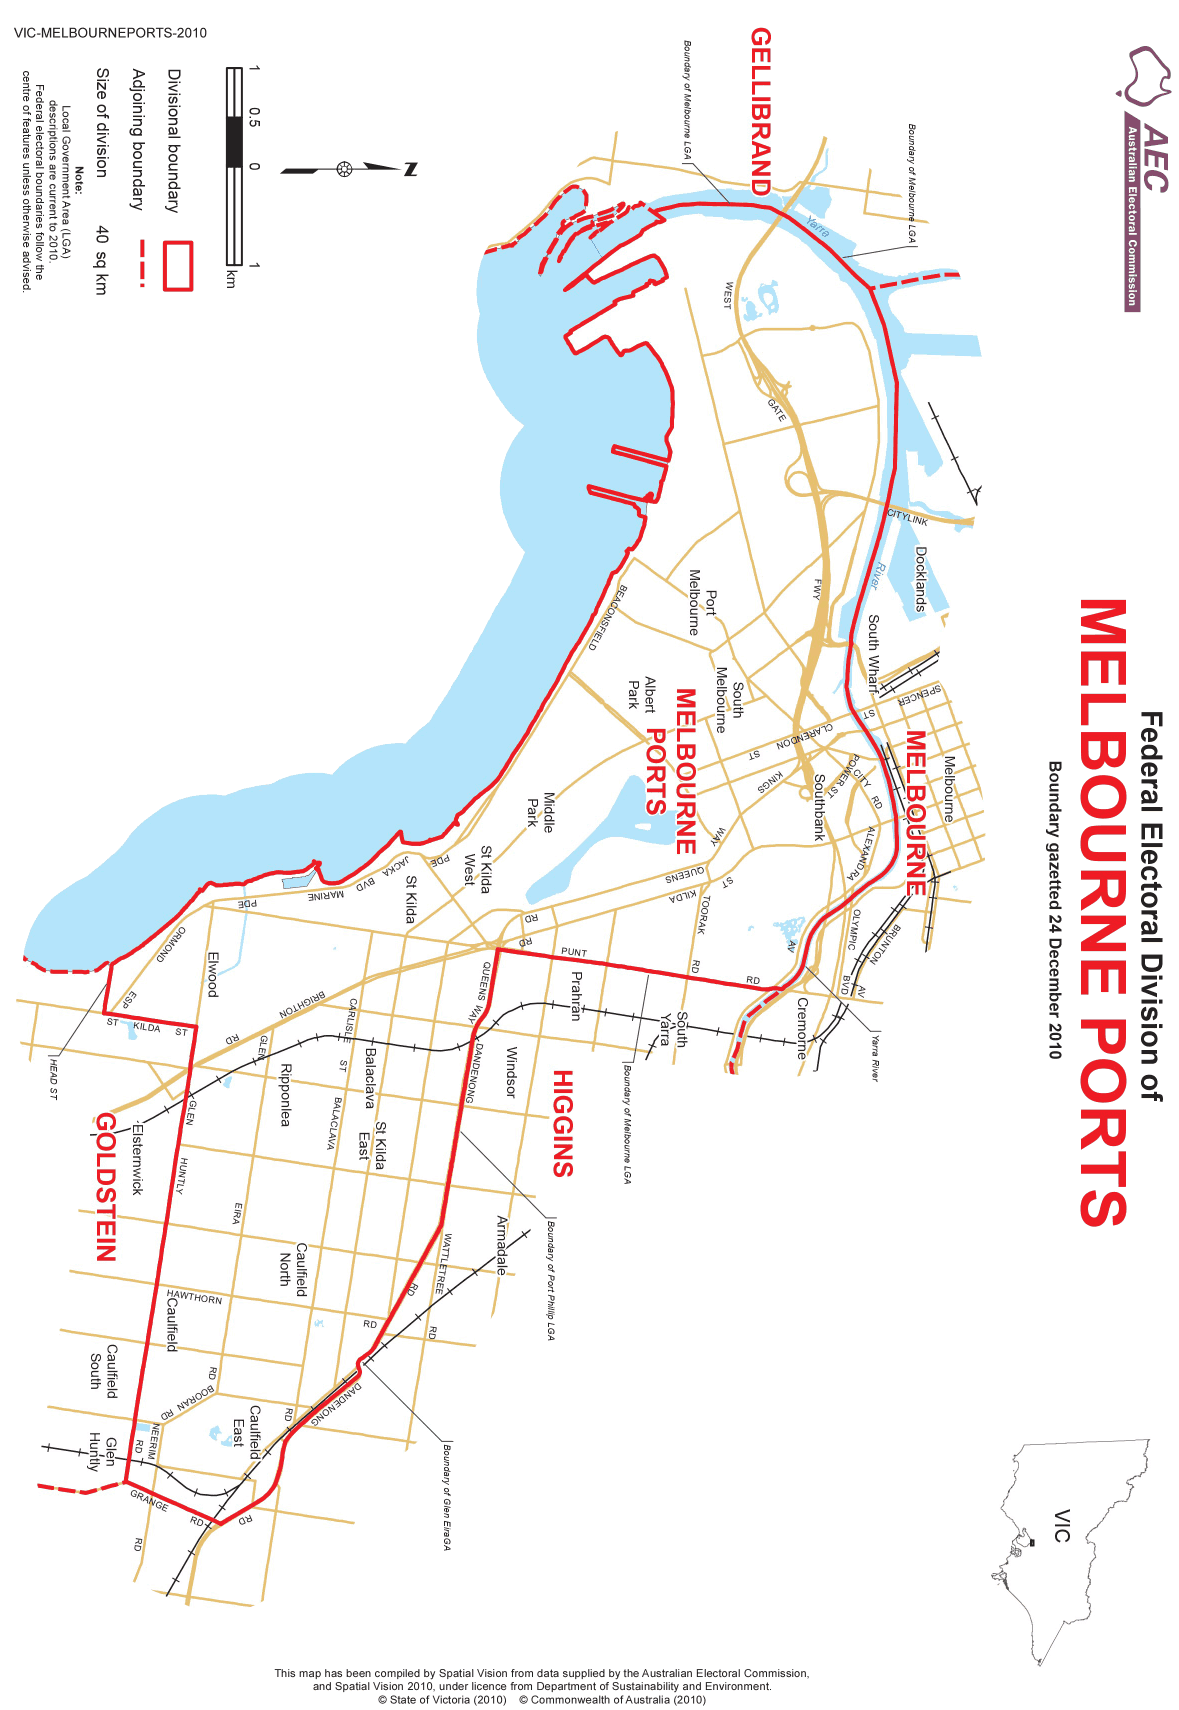 VIC-MELBOURNEPORTS-2010
AEC
Australian Electoral Commission
Federal Electoral Division of
MELBOURNE PORTS
Boundary gazetted 24 December 2010
VIC
Divisional boundary
Adjoining boundary
Size of division 40 sq km
Note:
Local Government Area (LGA)
descriptions are current to 2010.
Federal electoral boundaries follow the
centre of features unless otherwise advised.
1 0.5 0 1
km
N
GELLIBRAND
Boundary of Melbourne LGA
Boundary of Melbourne LGA
Yarra
WEST
GATE
FWY
CITYLINK
River
Docklands
South Wharf
SPENCER
ST
CLARENDON
ST
KINGS
WAY
POWER ST
CITY
RD
Southbank
MELBOURNE
Melbourne
ALEXANDRA
AV
OLYMPIC
BVD
BRUNTON
AV
Port
Melbourne
South
Melbourne
BEACONSFIELD
PDE
Albert
Park
MELBOURNE
PORTS
Middle
Park
St Kilda
West
St Kilda
QUEENS
RD
ST
KILDA
RD
TOORAK
RD
PUNT
RD
Cremorne
Yarra River
South
Yarra
Prahran
Windsor
Boundary of Melbourne LGA
HIGGINS
JACKA
BVD
MARINE
PDE
ORMOND
ESP
Elwood
ST KILDA ST
HEAD ST
BRIGHTON
RD
GLEN
EIRA
RD
CARLISLE
ST
BALACLAVA
RD
Balaclava
Ripponlea
St Kilda
East
QUEENS WAY
DANDENONG
RD
WATTLETREE
RD
Armadale
Boundary of Port Phillip LGA
GLEN
HUNTLY
RD
Elsternwick
GOLDSTEIN
Caulfield
North
HAWTHORN
RD
Caulfield
Caulfield
South
BOORAN RD
Caulfield
East
DANDENONG
RD
NEERIM
RD
Glen
Huntly
GRANGE
RD
Boundary of Glen EiraGA
This map has been compiled by Spatial Vision from data supplied by the Australian Electoral Commission,
and Spatial Vision 2010, under licence from Department of Sustainability and Environment.
© State of Victoria (2010) © Commonwealth of Australia (2010)